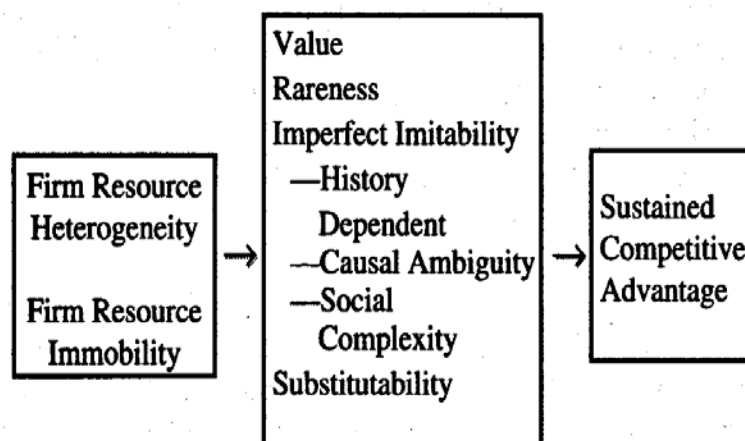 Firm Resource
Heterogeneity
Firm Resource
Immobility
Value
Rareness
Imperfect Imitability
—History
Dependent
—Causal Ambiguity
—Social
Complexity
Substitutability
Sustained
Competitive
Advantage